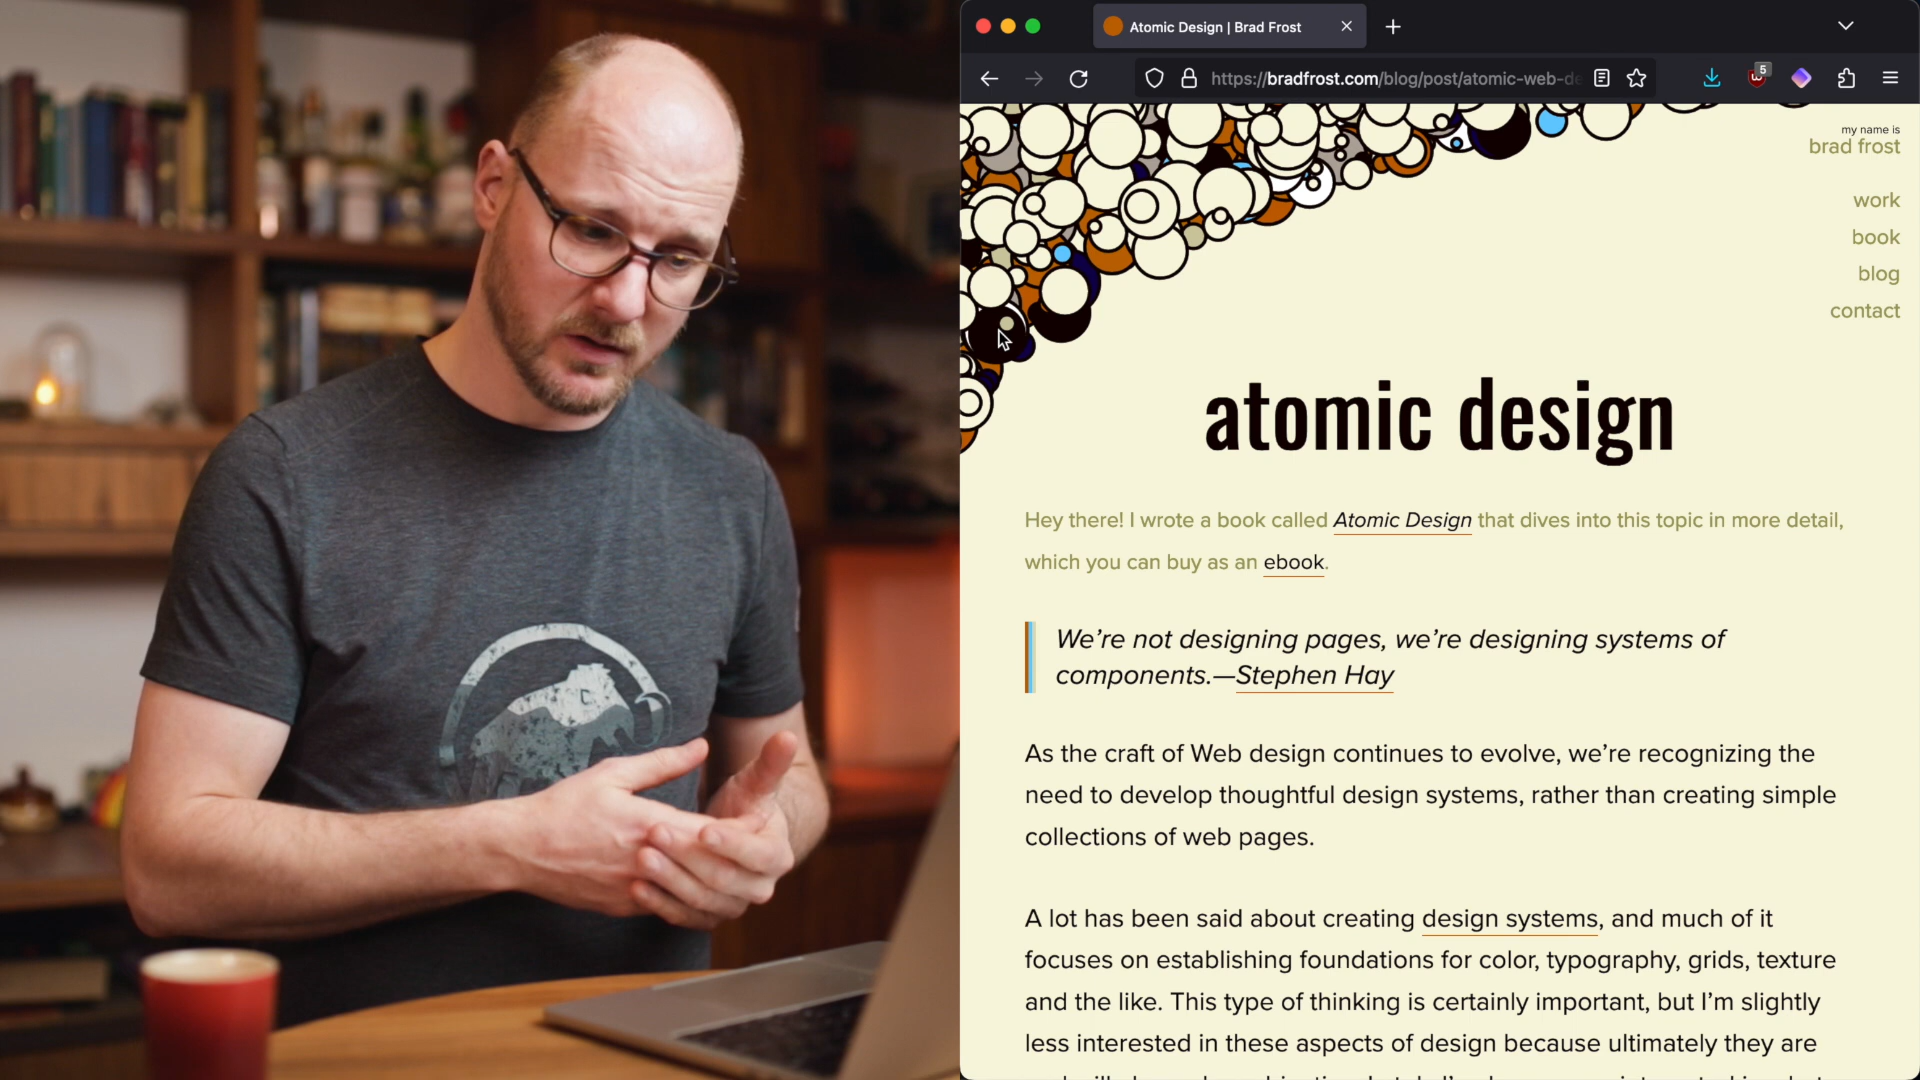 Atomic Design | Brad Frost
5
https://bradfrost.com/blog/post/atomic-web-de
my name is
brad frost
work
book
blog
contact
atomic design
Hey there! I wrote a book called Atomic Design that dives into this topic in more detail,
which you can buy as an ebook.
We’re not designing pages, we’re designing systems of
components.—Stephen Hay
As the craft of Web design continues to evolve, we’re recognizing the
need to develop thoughtful design systems, rather than creating simple
collections of web pages.
A lot has been said about creating design systems, and much of it
focuses on establishing foundations for color, typography, grids, texture
and the like. This type of thinking is certainly important, but I’m slightly
less interested in these aspects of design because ultimately they are